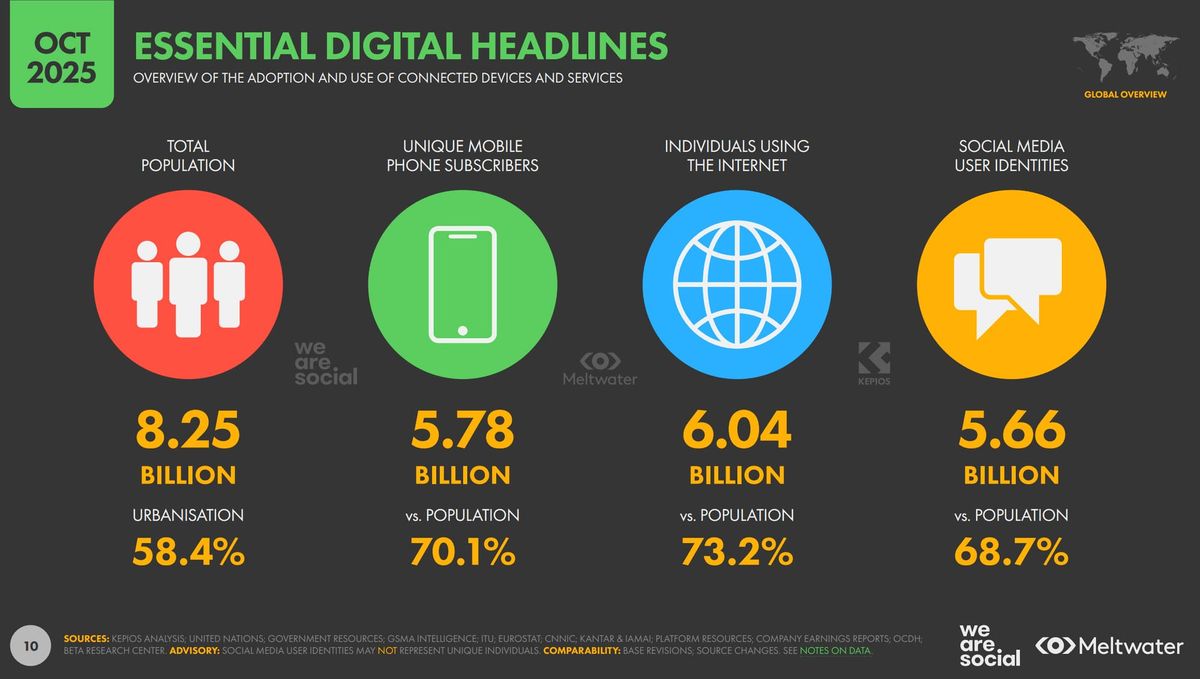 OCT
2025
ESSENTIAL DIGITAL HEADLINES
OVERVIEW OF THE ADOPTION AND USE OF CONNECTED DEVICES AND SERVICES
GLOBAL OVERVIEW
TOTAL
POPULATION
8.25
BILLION
URBANISATION
58.4%
UNIQUE MOBILE
PHONE SUBSCRIBERS
5.78
BILLION
vs. POPULATION
70.1%
INDIVIDUALS USING
THE INTERNET
6.04
BILLION
vs. POPULATION
73.2%
SOCIAL MEDIA
USER IDENTITIES
5.66
BILLION
vs. POPULATION
68.7%
we
are
social
Meltwater
KEPIOS
10
SOURCES: KEPIOS ANALYSIS; UNITED NATIONS; GOVERNMENT RESOURCES; GSMA INTELLIGENCE; ITU; EUROSTAT; CNNIC; KANTAR & IAMAI; PLATFORM RESOURCES; COMPANY EARNINGS REPORTS; OCDH;
BETA RESEARCH CENTER. ADVISORY: SOCIAL MEDIA USER IDENTITIES MAY NOT REPRESENT UNIQUE INDIVIDUALS. COMPARABILITY: BASE REVISIONS; SOURCE CHANGES. SEE NOTES ON DATA.
we
are
social
Meltwater